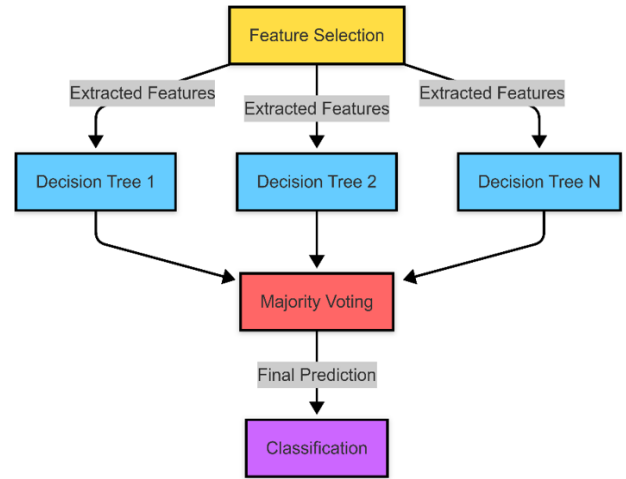 Feature Selection
Extracted Features
Extracted Features
Extracted Features
Decision Tree 1
Decision Tree 2
Decision Tree N
Majority Voting
Final Prediction
Classification